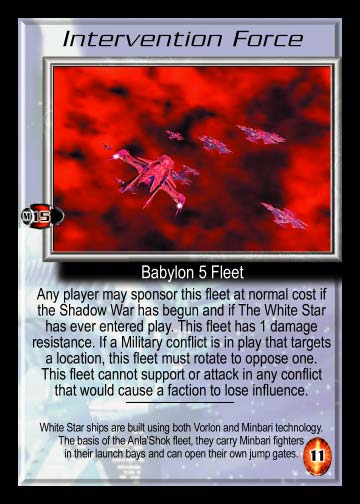 Intervention Force
M 15
Babylon 5 Fleet
Any player may sponsor this fleet at normal cost if
the Shadow War has begun and if The White Star
has ever entered play. This fleet has 1 damage
resistance. If a Military conflict is in play that targets
a location, this fleet must rotate to oppose one.
This fleet cannot support or attack in any conflict
that would cause a faction to lose influence.
White Star ships are built using both Vorlon and Minbari technology.
The basis of the Anla'Shok fleet, they carry Minbari fighters
in their launch bays and can open their own jump gates.
11